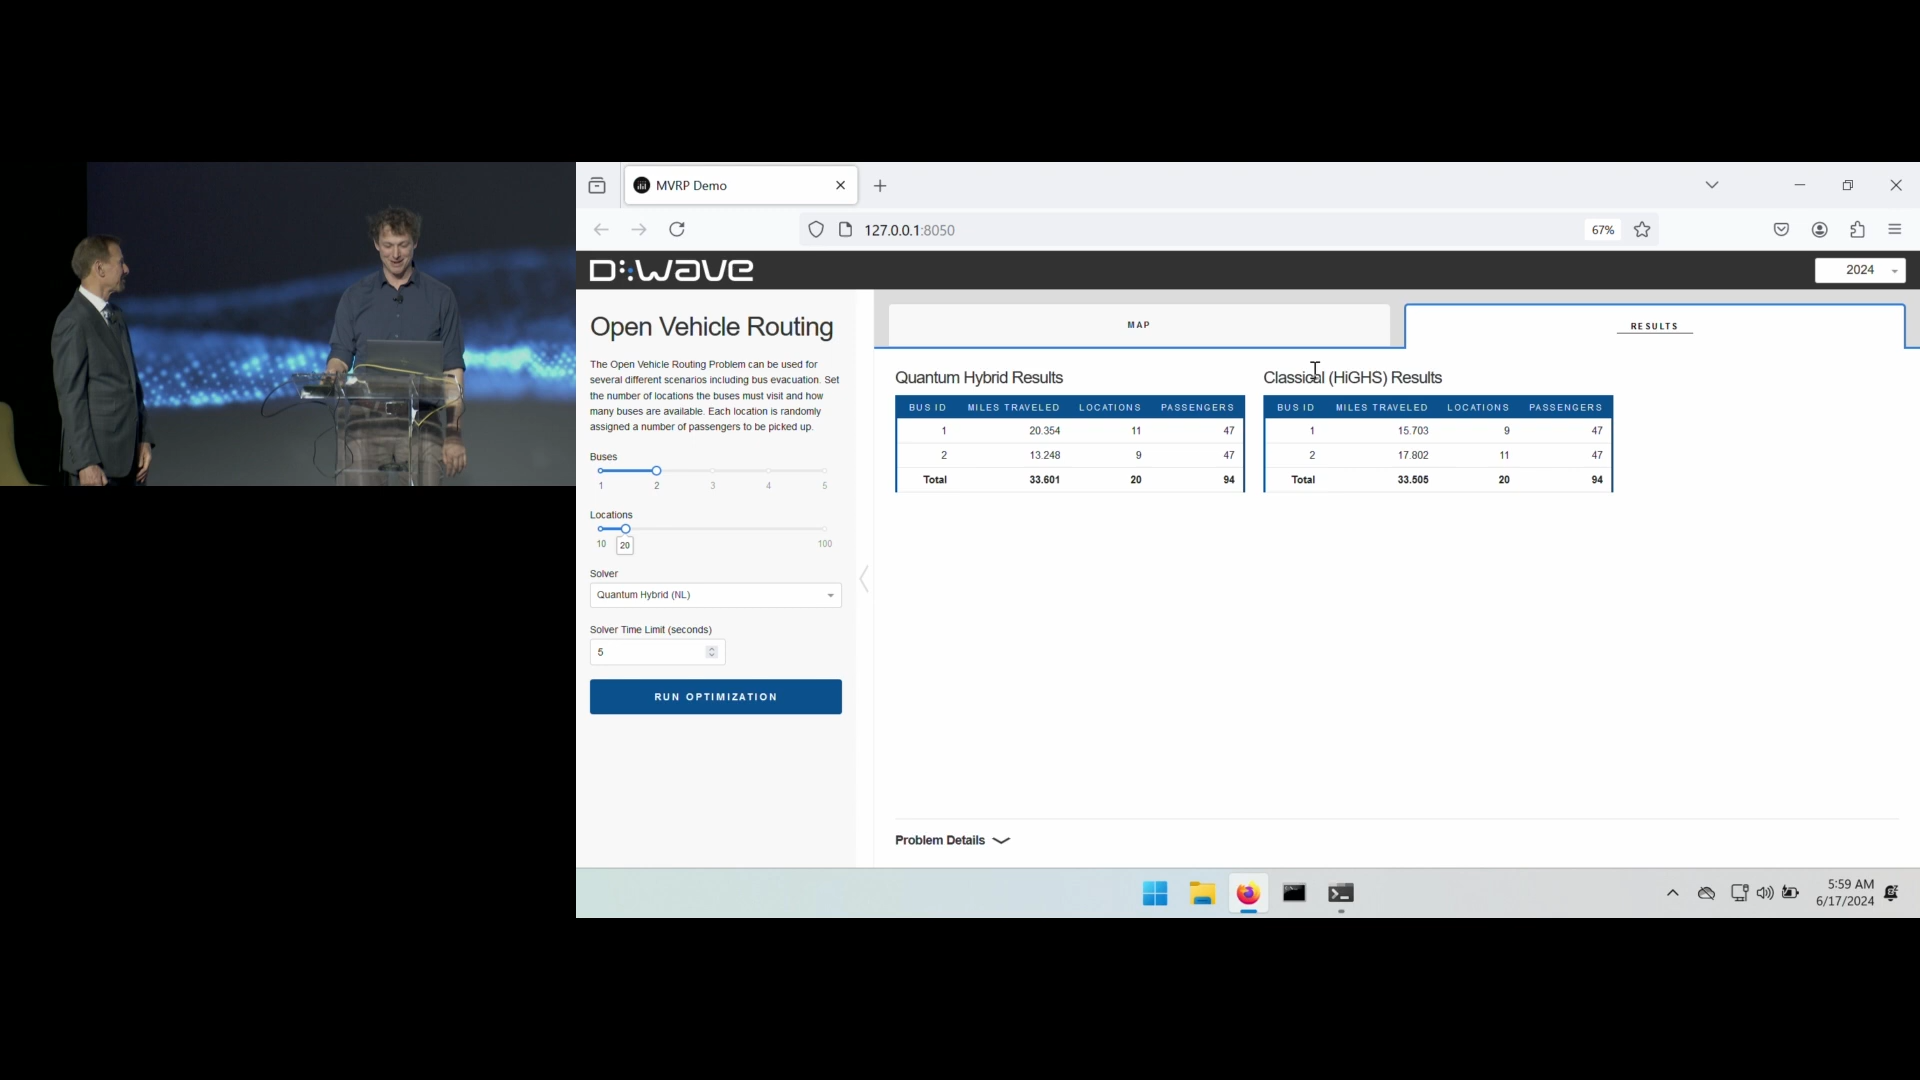 MVRP Demo
127.0.0.1:8050
67%
D:Wave
2024
Open Vehicle Routing
The Open Vehicle Routing Problem can be used for
several different scenarios including bus evacuation. Set
the number of locations the buses must visit and how
many buses are available. Each location is randomly
assigned a number of passengers to be picked up.
Buses
1 2 3 4 5
Locations
10 20 100
Solver
Quantum Hybrid (NL)
Solver Time Limit (seconds)
5
RUN OPTIMIZATION
MAP
RESULTS
Quantum Hybrid Results
BUS ID MILES TRAVELED LOCATIONS PASSENGERS
1 20.354 11 47
2 13.248 9 47
Total 33.601 20 94
Classical (HiGHS) Results
BUS ID MILES TRAVELED LOCATIONS PASSENGERS
1 15.703 9 47
2 17.802 11 47
Total 33.505 20 94
Problem Details
5:59 AM
6/17/2024